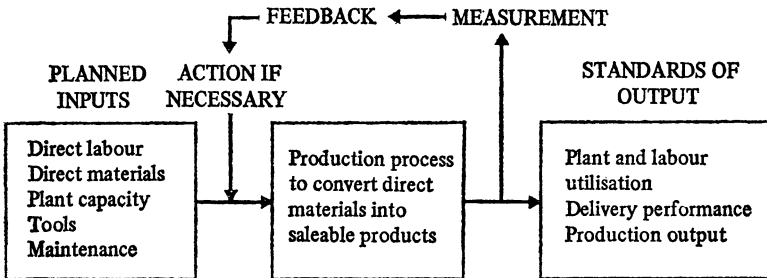 FEEDBACK
MEASUREMENT
PLANNED
INPUTS
ACTION IF
NECESSARY
STANDARDS OF
OUTPUT
Direct labour
Direct materials
Plant capacity
Tools
Maintenance
Production process
to convert direct
materials into
saleable products
Plant and labour
utilisation
Delivery performance
Production output